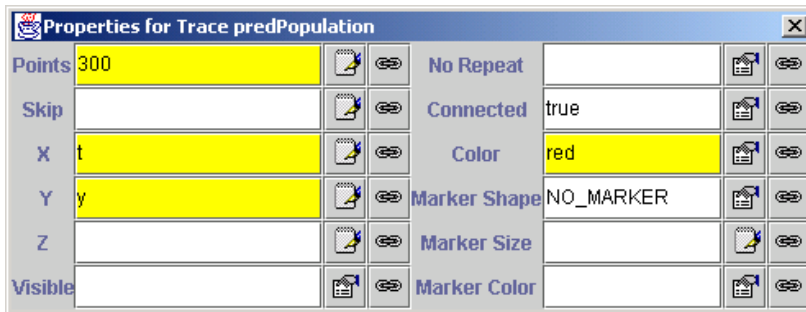 Properties for Trace predPopulation
Points 300 No Repeat
Skip Connected true
X t Color red
Y y Marker Shape NO_MARKER
Z Marker Size
Visible Marker Color